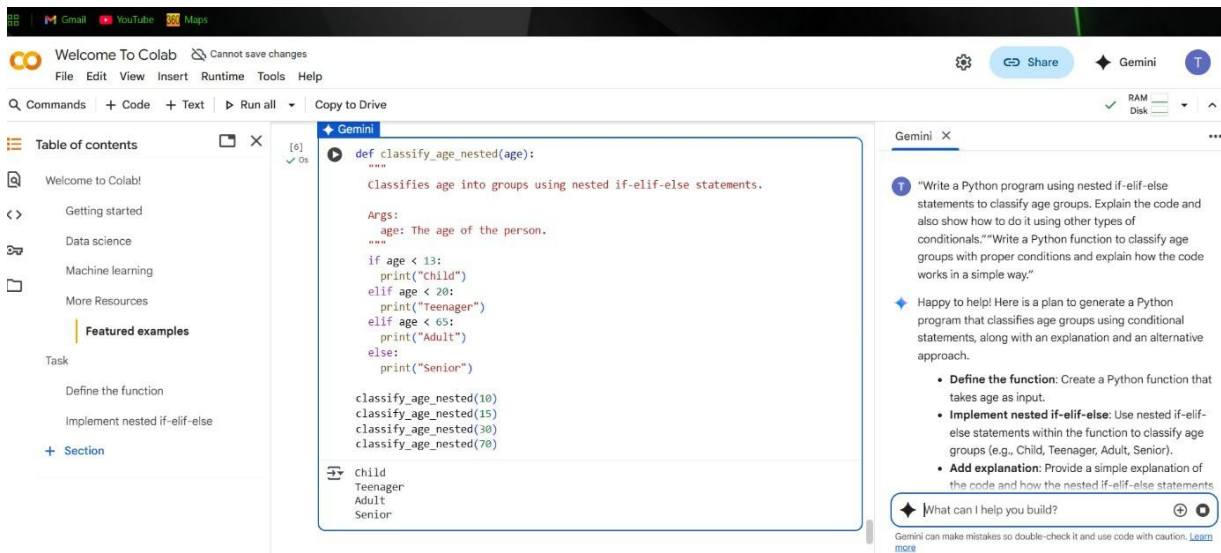 Gmail YouTube 360 Maps
CO Welcome To Colab Cannot save changes
File Edit View Insert Runtime Tools Help
Share Gemini T
Commands + Code + Text Run all Copy to Drive
RAM
Disk
Table of contents
Welcome to Colab!
Getting started
Data science
Machine learning
More Resources
Featured examples
Task
Define the function
Implement nested if-elif-else
+ Section
Gemini
[6]
0s
def classify_age_nested(age):
"""
Classifies age into groups using nested if-elif-else statements.
Args:
age: The age of the person.
"""
if age < 13:
print("Child")
elif age < 20:
print("Teenager")
elif age < 65:
print("Adult")
else:
print("Senior")
classify_age_nested(10)
classify_age_nested(15)
classify_age_nested(30)
classify_age_nested(70)
Child
Teenager
Adult
Senior
Gemini
T
"Write a Python program using nested if-elif-else
statements to classify age groups. Explain the code and
also show how to do it using other types of
conditionals.""Write a Python function to classify age
groups with proper conditions and explain how the code
works in a simple way."
Happy to help! Here is a plan to generate a Python
program that classifies age groups using conditional
statements, along with an explanation and an alternative
approach.
• Define the function: Create a Python function that
takes age as input.
• Implement nested if-elif-else: Use nested if-elif-
else statements within the function to classify age
groups (e.g., Child, Teenager, Adult, Senior).
• Add explanation: Provide a simple explanation of
the code and how the nested if-elif-else statements
What can I help you build?
Gemini can make mistakes so double-check it and use code with caution. Learn
more